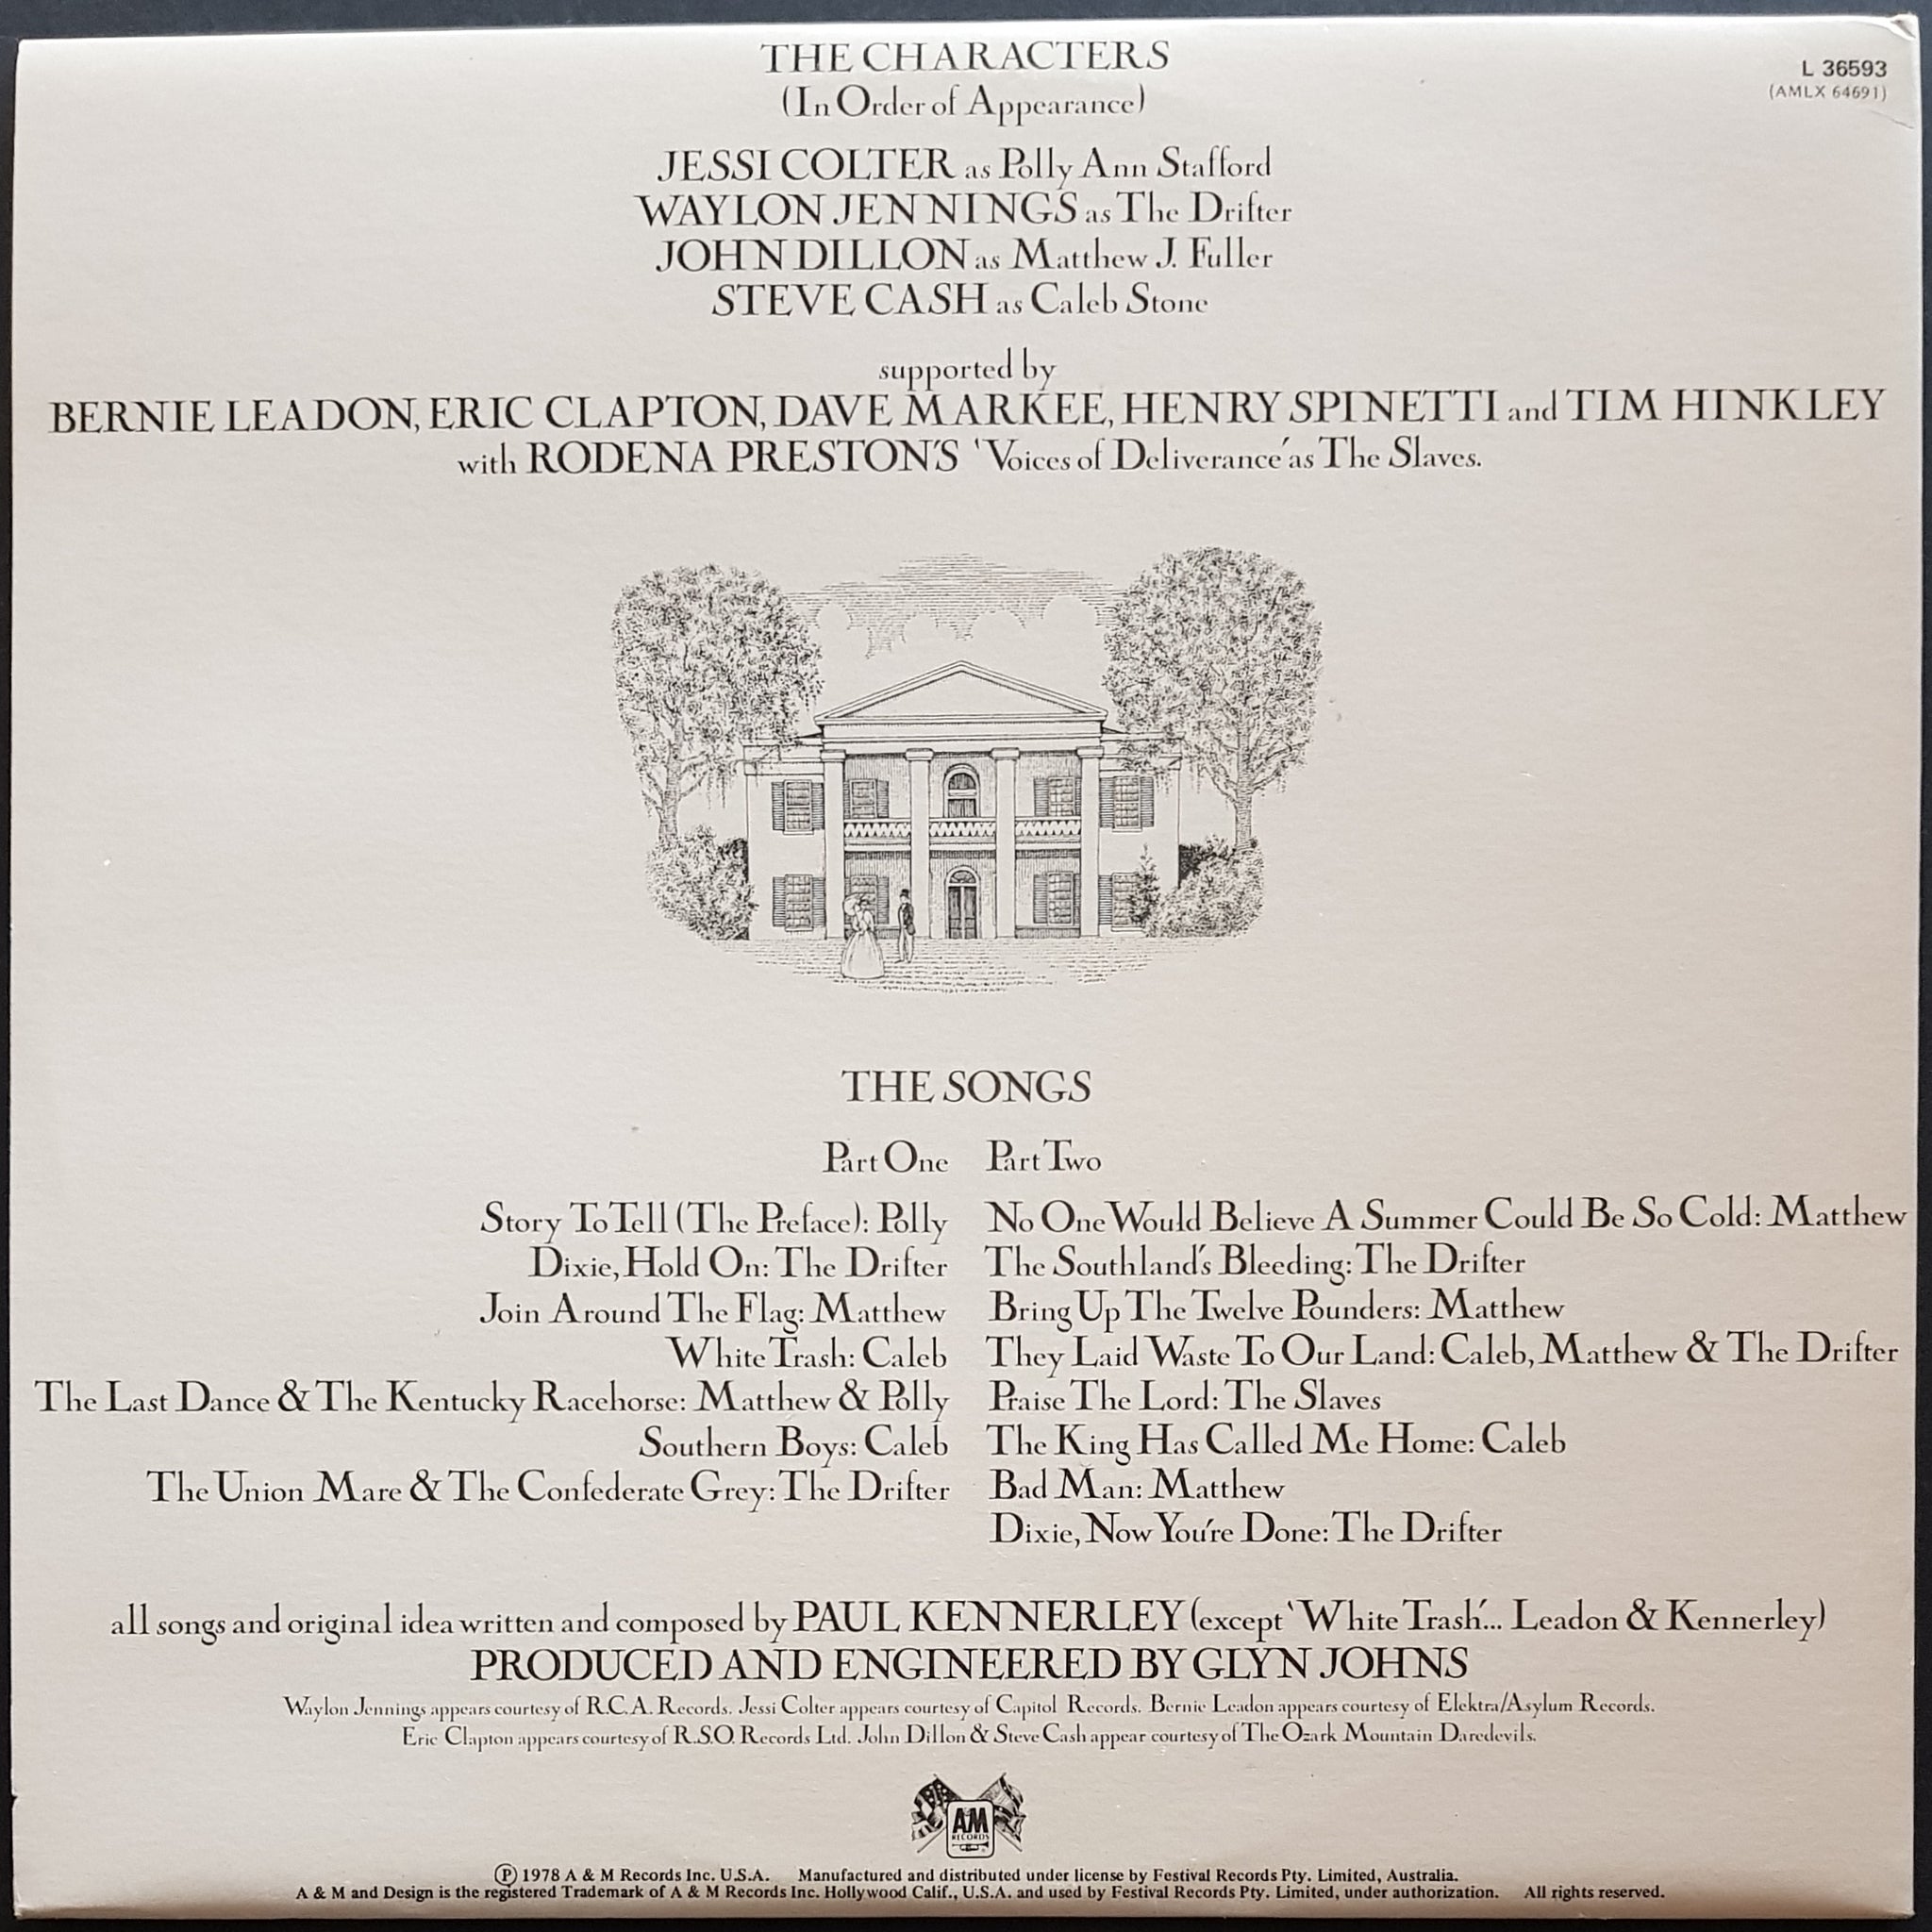 THE CHARACTERS
(In Order of Appearance)
L 36593
(AMLX 64691)
JESSI COLTER as Polly Ann Stafford
WAYLON JENNINGS as The Drifter
JOHN DILLON as Matthew J. Fuller
STEVE CASH as Caleb Stone
supported by
BERNIE LEADON, ERIC CLAPTON, DAVE MARKEE, HENRY SPINETTI and TIM HINKLEY
with RODENA PRESTON'S 'Voices of Deliverance' as The Slaves.
THE SONGS
Part One
Story To Tell (The Preface): Polly
Dixie, Hold On: The Drifter
Join Around The Flag: Matthew
White Trash: Caleb
The Last Dance & The Kentucky Racehorse: Matthew & Polly
Southern Boys: Caleb
The Union Mare & The Confederate Grey: The Drifter
Part Two
No One Would Believe A Summer Could Be So Cold: Matthew
The Southland's Bleeding: The Drifter
Bring Up The Twelve Pounders: Matthew
They Laid Waste To Our Land: Caleb, Matthew & The Drifter
Praise The Lord: The Slaves
The King Has Called Me Home: Caleb
Bad Man: Matthew
Dixie, Now You're Done: The Drifter
all songs and original idea written and composed by PAUL KENNERLEY (except 'White Trash'... Leadon & Kennerley)
PRODUCED AND ENGINEERED BY GLYN JOHNS
Waylon Jennings appears courtesy of R.C.A. Records. Jessi Colter appears courtesy of Capitol Records. Bernie Leadon appears courtesy of Elektra/Asylum Records.
Eric Clapton appears courtesy of R.S.O. Records Ltd. John Dillon & Steve Cash appear courtesy of The Ozark Mountain Daredevils.
A&M
RECORDS
Ⓟ 1978 A & M Records Inc. U.S.A. Manufactured and distributed under license by Festival Records Pty. Limited, Australia.
A & M and Design is the registered Trademark of A & M Records Inc. Hollywood Calif., U.S.A. and used by Festival Records Pty. Limited, under authorization. All rights reserved.